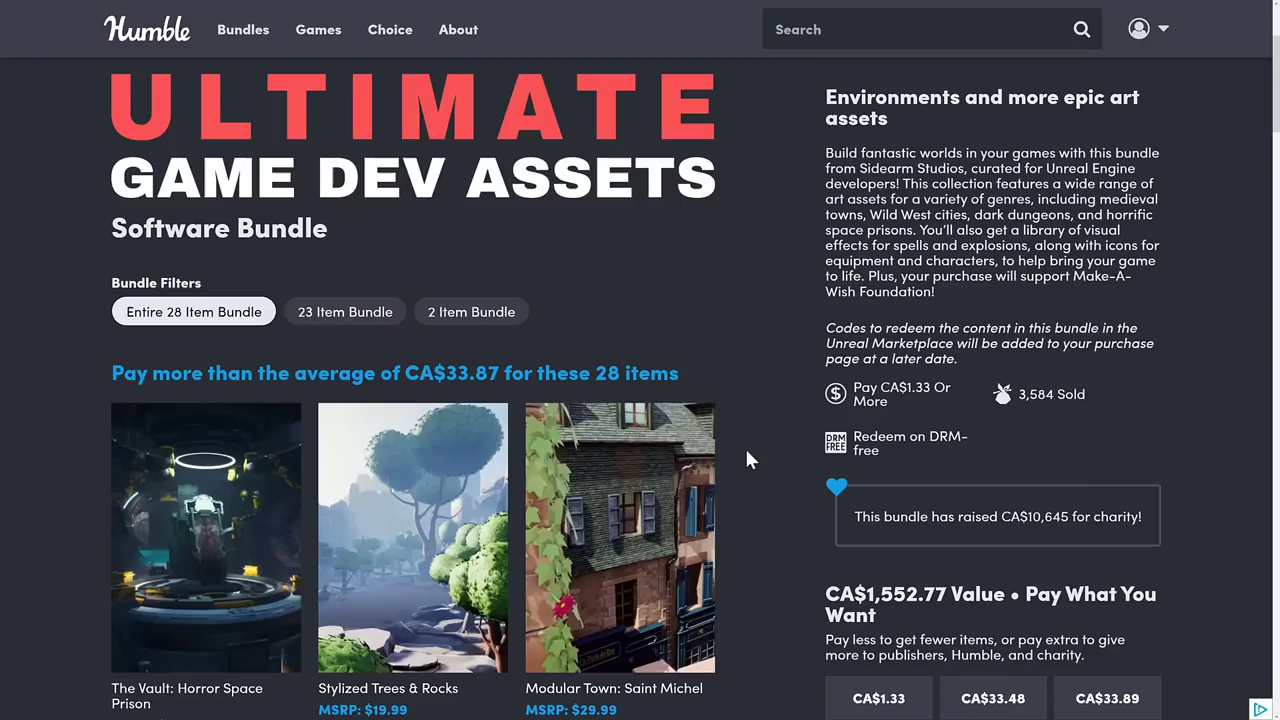 Humble
Bundles
Games
Choice
About
Search
ULTIMATE
GAME DEV ASSETS
Software Bundle
Bundle Filters
Entire 28 Item Bundle
23 Item Bundle
2 Item Bundle
Pay more than the average of CA$33.87 for these 28 items
The Vault: Horror Space
Prison
Stylized Trees & Rocks
MSRP: $19.99
Modular Town: Saint Michel
MSRP: $29.99
Environments and more epic art
assets
Build fantastic worlds in your games with this bundle
from Sidearm Studios, curated for Unreal Engine
developers! This collection features a wide range of
art assets for a variety of genres, including medieval
towns, Wild West cities, dark dungeons, and horrific
space prisons. You'll also get a library of visual
effects for spells and explosions, along with icons for
equipment and characters, to help bring your game
to life. Plus, your purchase will support Make-A-
Wish Foundation!
Codes to redeem the content in this bundle in the
Unreal Marketplace will be added to your purchase
page at a later date.
Pay CA$1.33 Or
More
3,584 Sold
DRM
FREE
Redeem on DRM-
free
This bundle has raised CA$10,645 for charity!
CA$1,552.77 Value • Pay What You
Want
Pay less to get fewer items, or pay extra to give
more to publishers, Humble, and charity.
CA$1.33
CA$33.48
CA$33.89